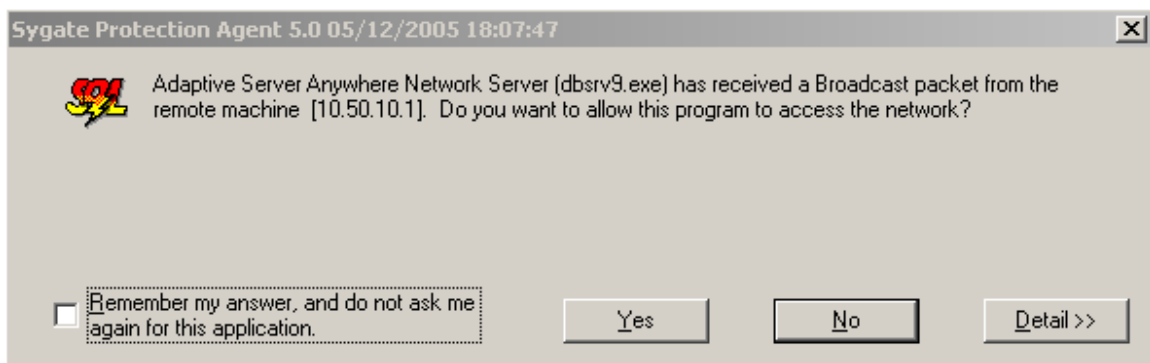 Sygate Protection Agent 5.0 05/12/2005 18:07:47
SQL
Adaptive Server Anywhere Network Server (dbsrv9.exe) has received a Broadcast packet from the
remote machine [10.50.10.1]. Do you want to allow this program to access the network?
Remember my answer, and do not ask me
again for this application.
Yes
No
Detail >>